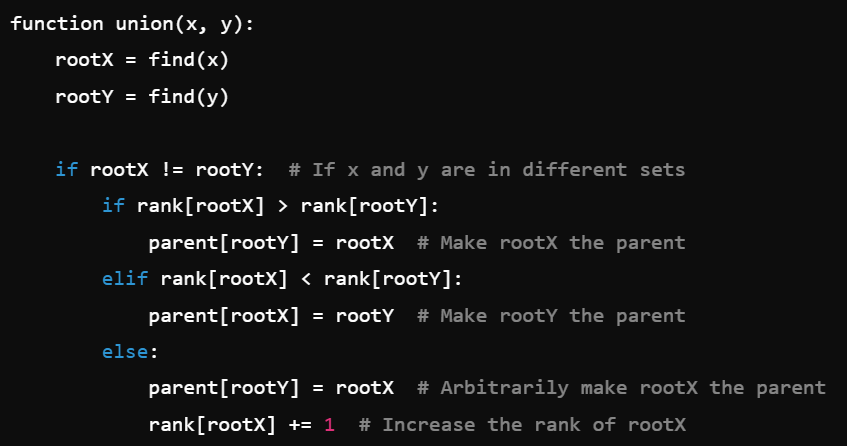 function union(x, y):
    rootX = find(x)
    rootY = find(y)

    if rootX != rootY:  # If x and y are in different sets
        if rank[rootX] > rank[rootY]:
            parent[rootY] = rootX  # Make rootX the parent
        elif rank[rootX] < rank[rootY]:
            parent[rootX] = rootY  # Make rootY the parent
        else:
            parent[rootY] = rootX  # Arbitrarily make rootX the parent
            rank[rootX] += 1  # Increase the rank of rootX